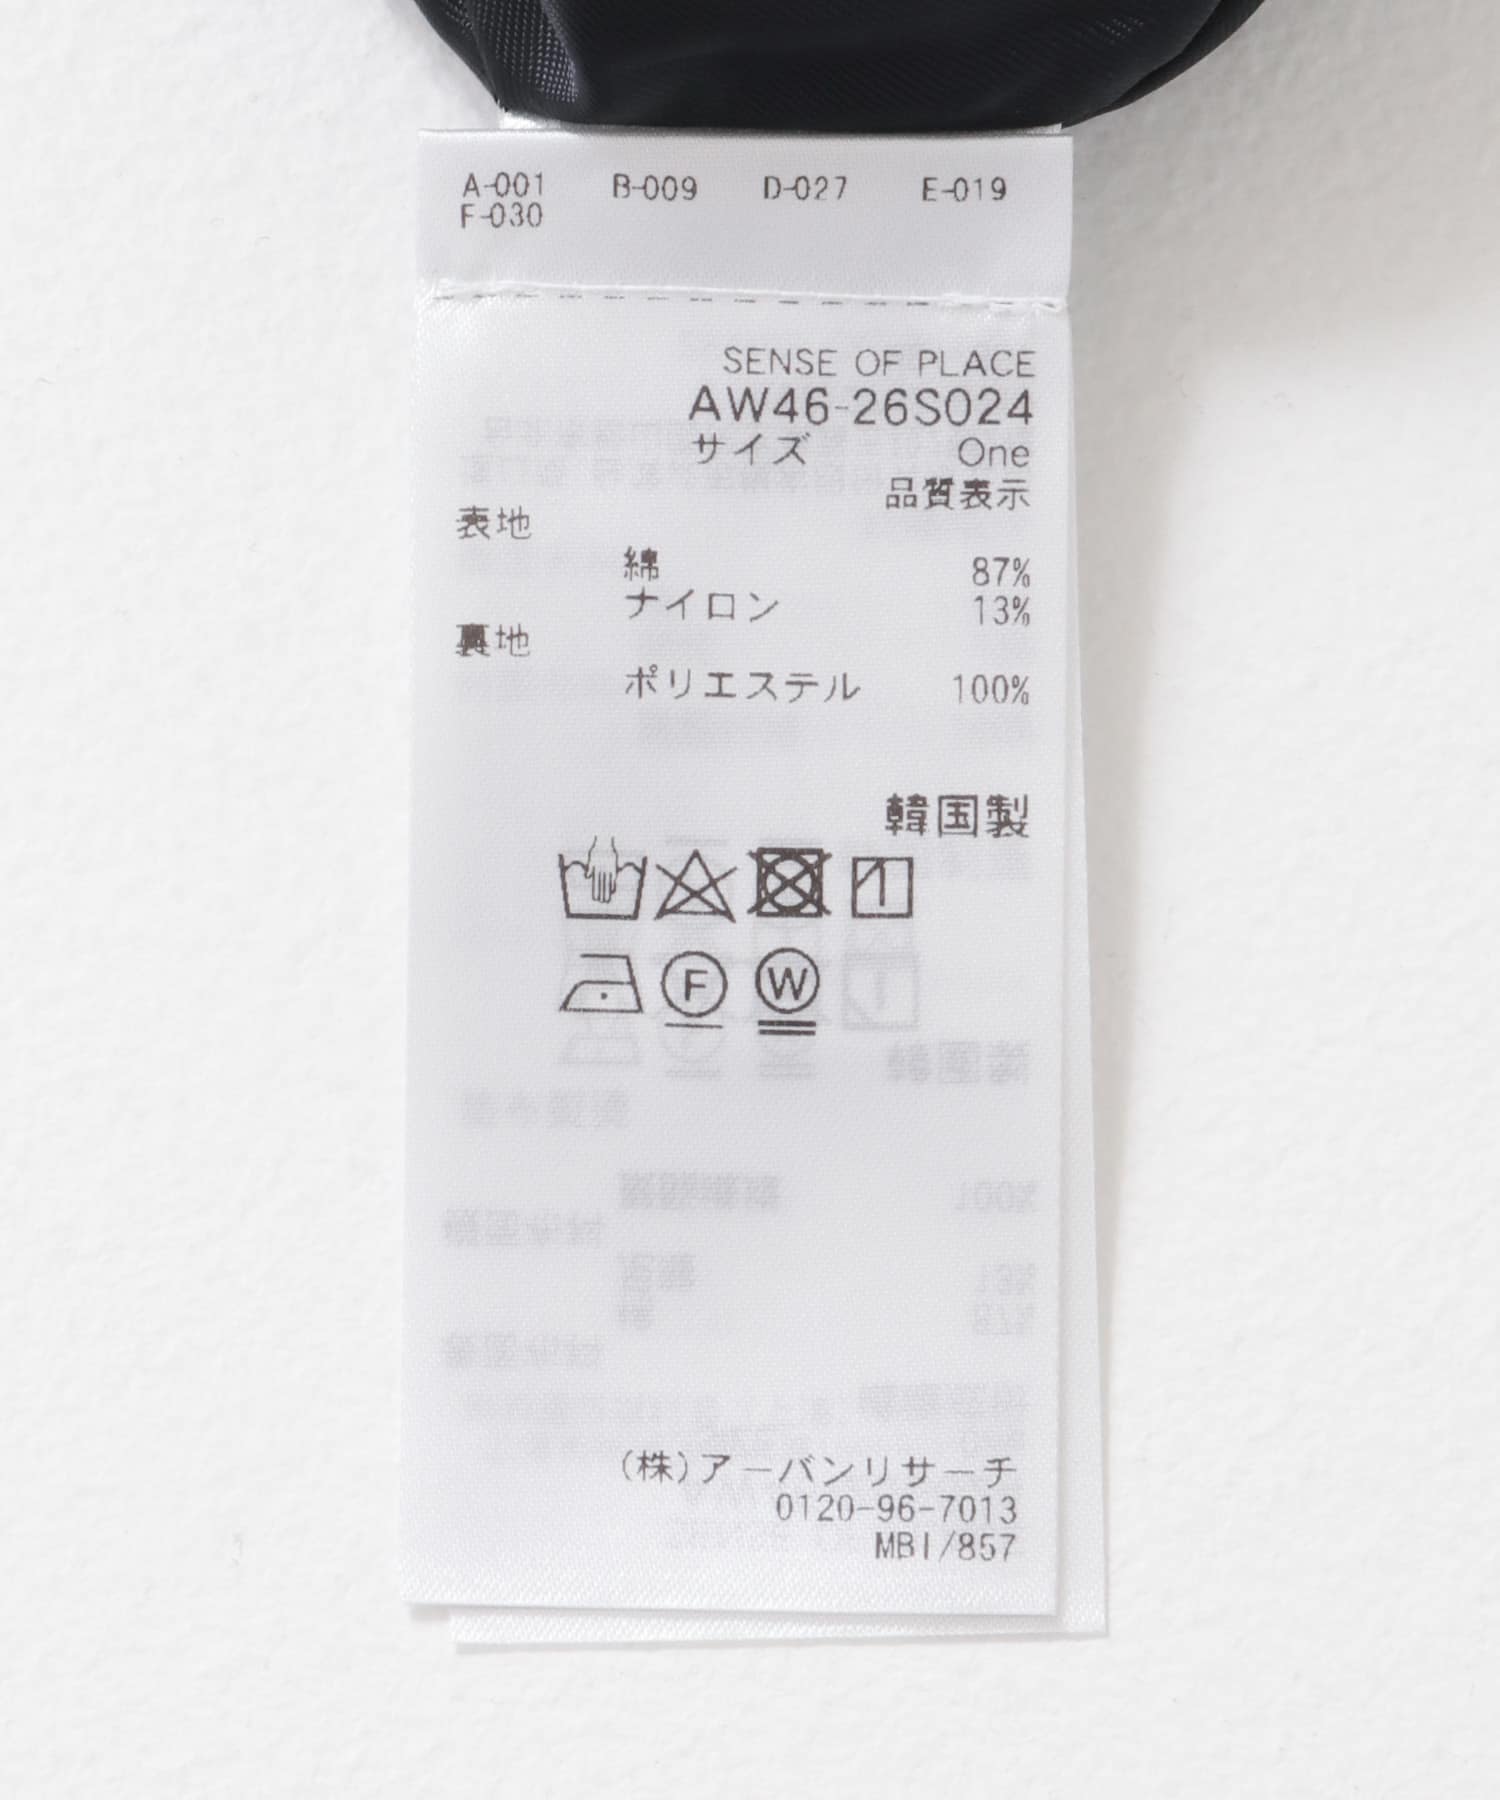 A-001 B-009 D-027 E-019
F-030
SENSE OF PLACE
AW46-26S024
サイズ One
品質表示
表地
綿 87%
ナイロン 13%
裏地
ポリエステル 100%
韓国製
F W
(株)アーバンリサーチ
0120-96-7013
MBI/857